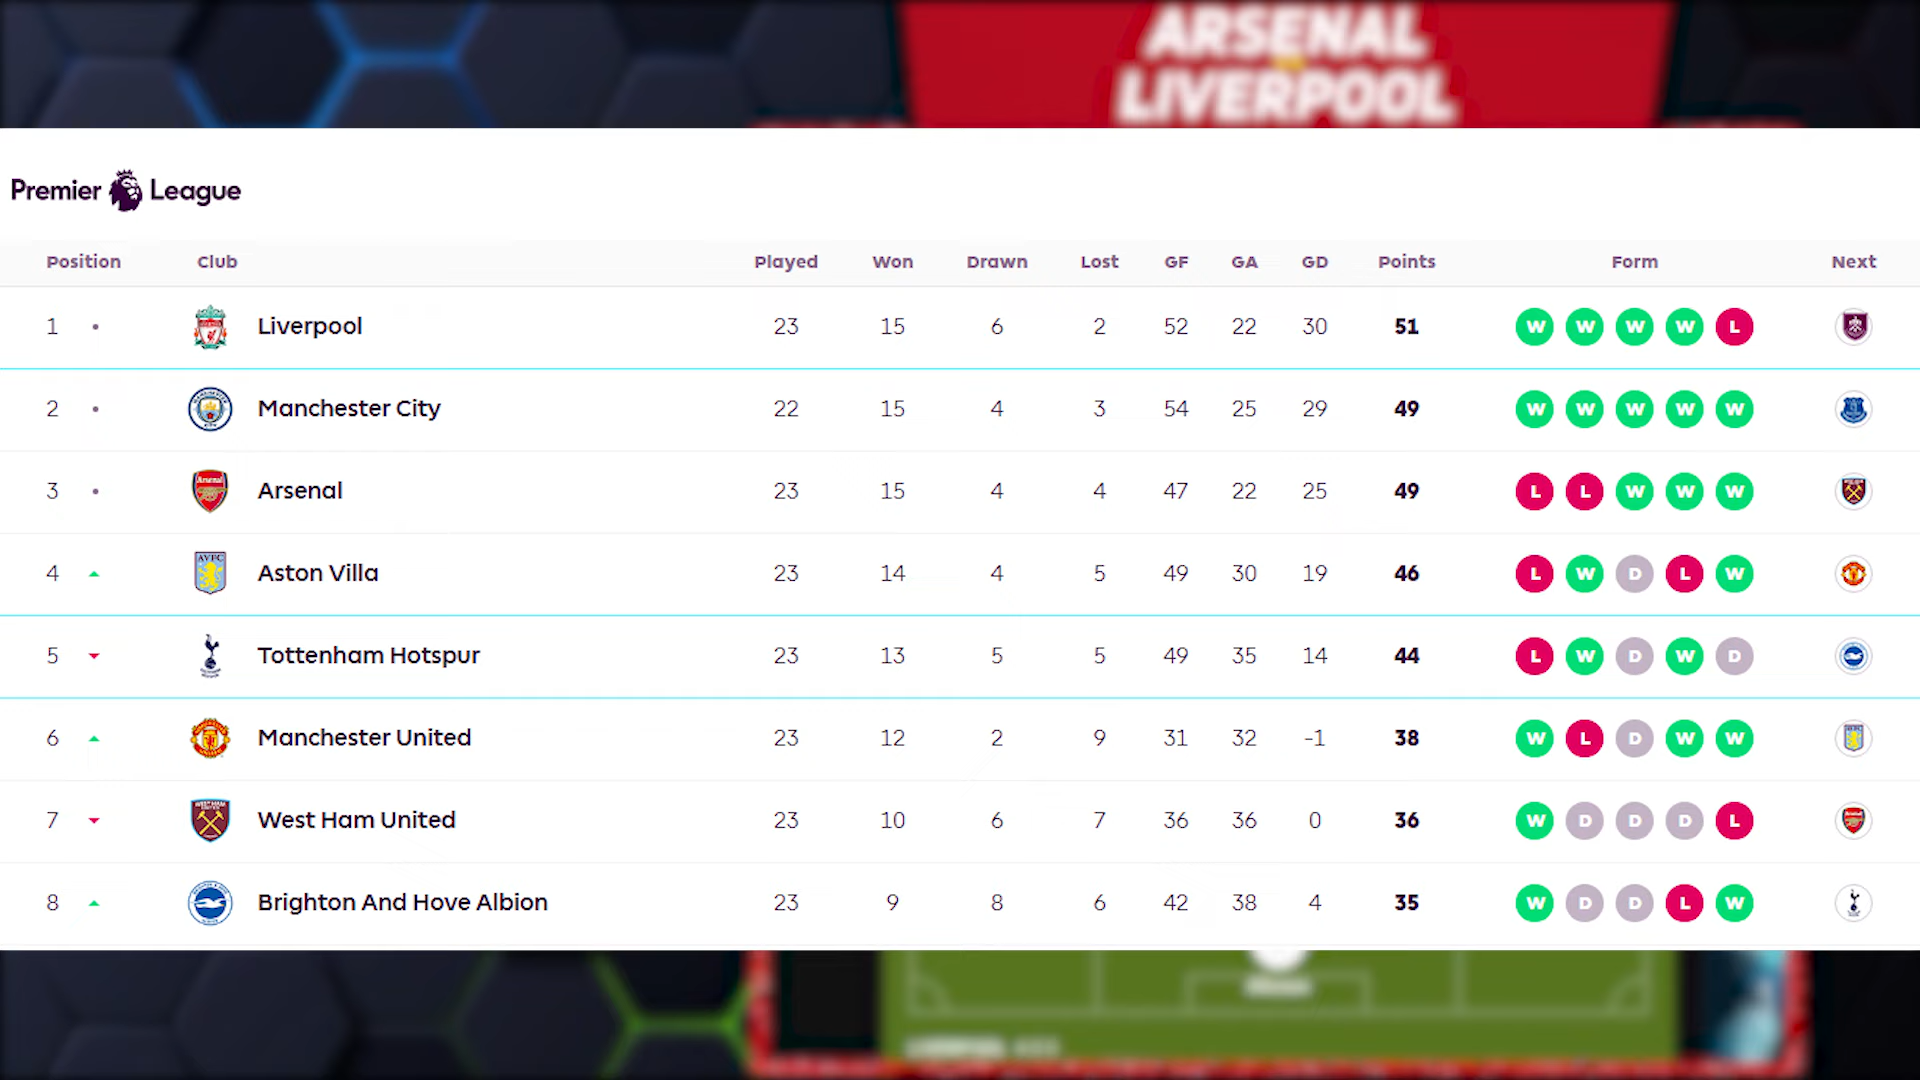 ARSENAL
LIVERPOOL
Premier League
Position Club Played Won Drawn Lost GF GA GD Points Form Next
1 Liverpool 23 15 6 2 52 22 30 51 W W W W L
2 Manchester City 22 15 4 3 54 25 29 49 W W W W W
3 Arsenal 23 15 4 4 47 22 25 49 L L W W W
4 Aston Villa 23 14 4 5 49 30 19 46 L W D L W
5 Tottenham Hotspur 23 13 5 5 49 35 14 44 L W D W D
6 Manchester United 23 12 2 9 31 32 -1 38 W L D W W
7 West Ham United 23 10 6 7 36 36 0 36 W D D D L
8 Brighton And Hove Albion 23 9 8 6 42 38 4 35 W D D L W